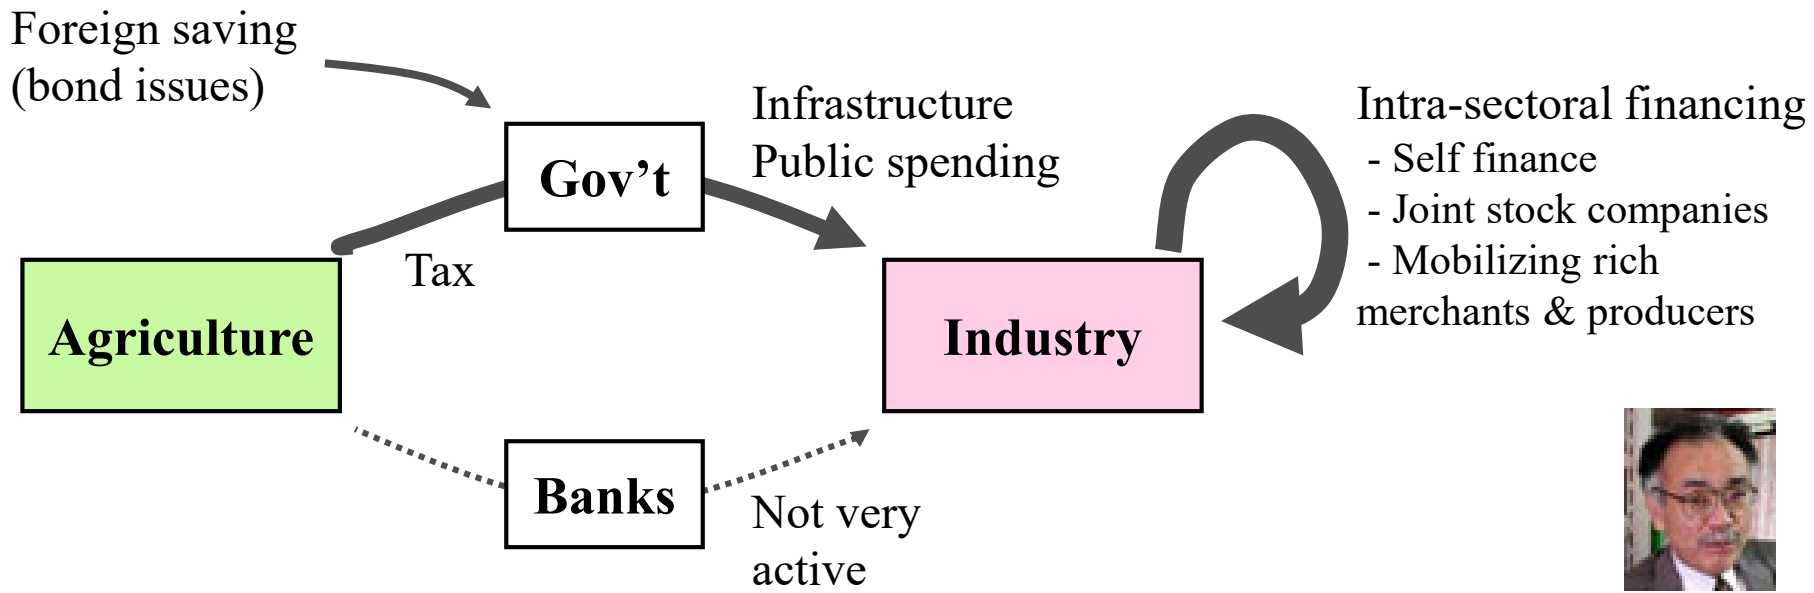 Foreign saving
(bond issues)
Gov’t
Infrastructure
Public spending
Intra-sectoral financing
- Self finance
- Joint stock companies
- Mobilizing rich
merchants & producers
Tax
Agriculture
Industry
Banks
Not very
active